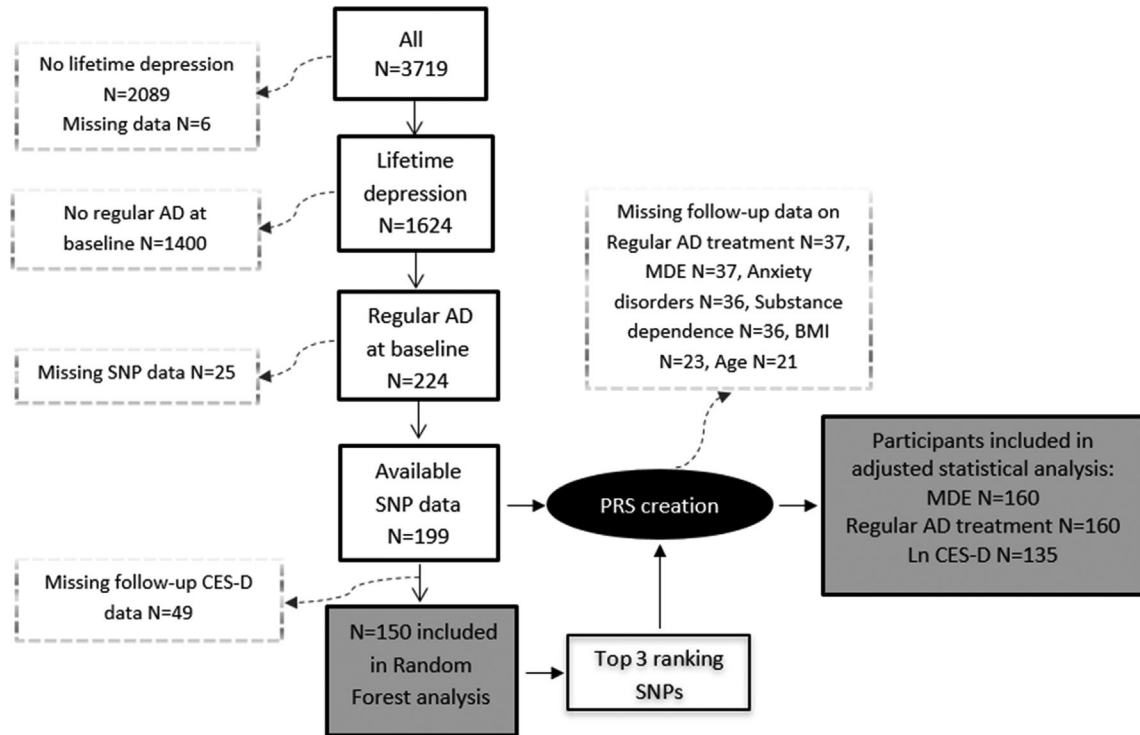 All
N=3719
No lifetime depression
N=2089
Missing data N=6
Lifetime
depression
N=1624
No regular AD at
baseline N=1400
Missing follow-up data on
Regular AD treatment N=37,
MDE N=37, Anxiety
disorders N=36, Substance
dependence N=36, BMI
N=23, Age N=21
Regular AD
at baseline
N=224
Missing SNP data N=25
Available
SNP data
N=199
PRS creation
Participants included in
adjusted statistical analysis:
MDE N=160
Regular AD treatment N=160
Ln CES-D N=135
Missing follow-up CES-D
data N=49
N=150 included
in Random
Forest analysis
Top 3 ranking
SNPs